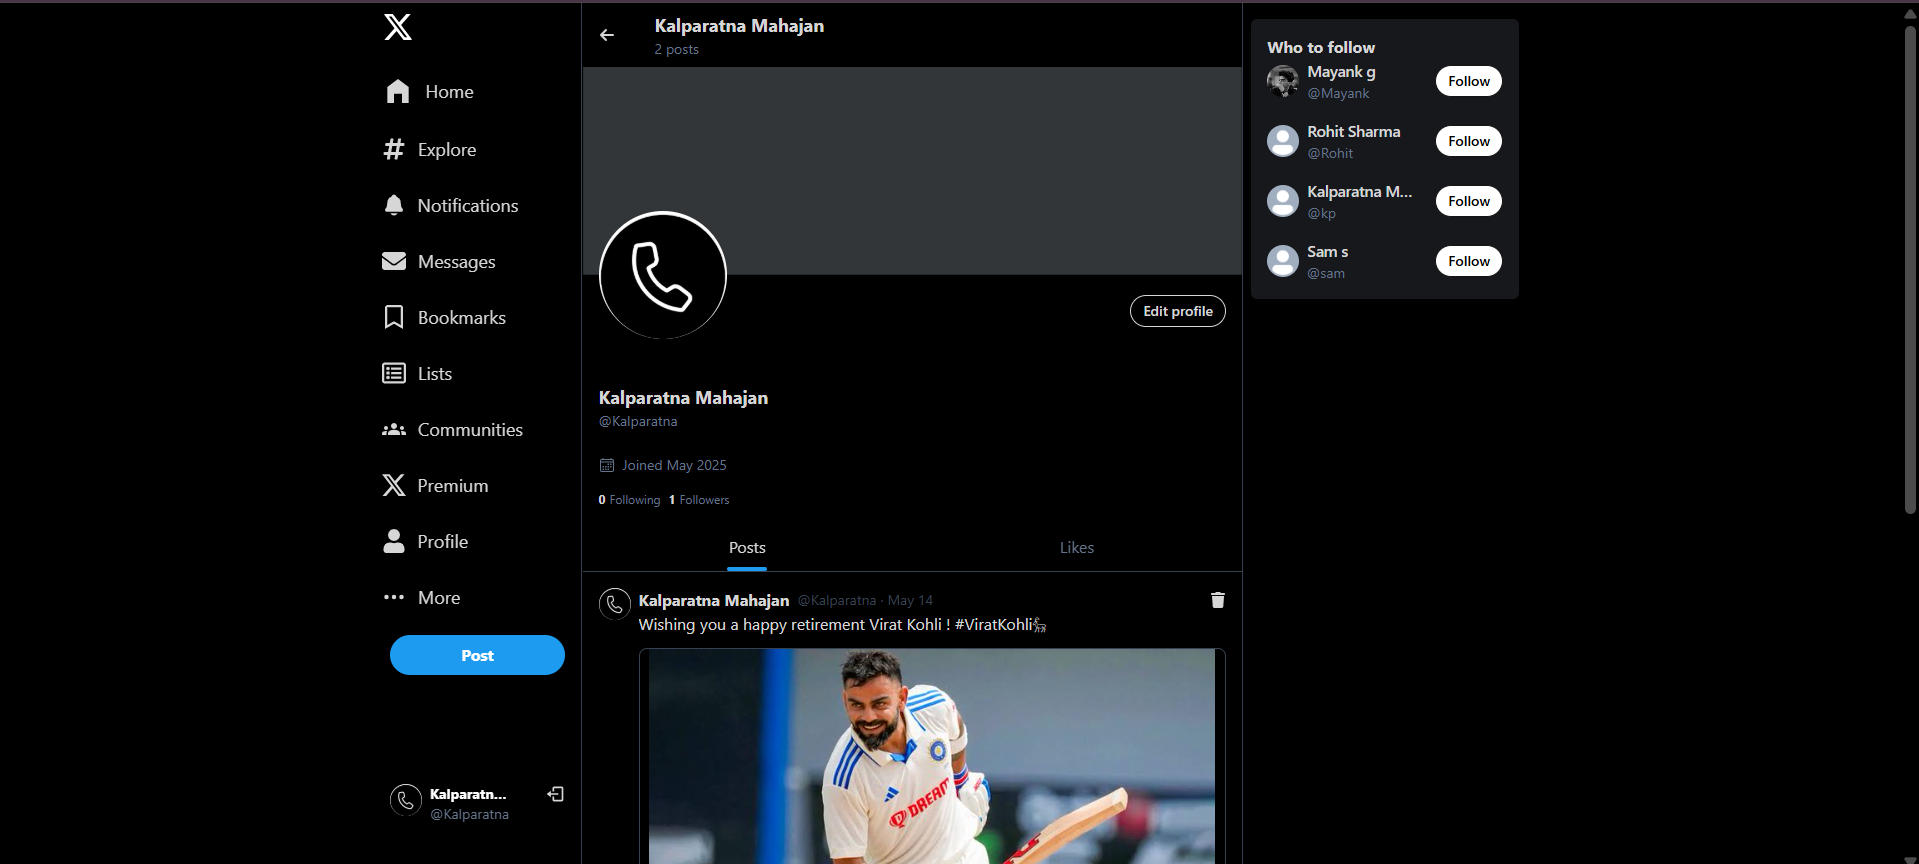 Home
Explore
Notifications
Messages
Bookmarks
Lists
Communities
Premium
Profile
More
Post
Kalparatn...
@Kalparatna
Kalparatna Mahajan
2 posts
Edit profile
Kalparatna Mahajan
@Kalparatna
Joined May 2025
0 Following 1 Followers
Posts Likes
Kalparatna Mahajan @Kalparatna · May 14
Wishing you a happy retirement Virat Kohli ! #ViratKohli🐐
DREAM
Who to follow
Mayank g
@Mayank
Follow
Rohit Sharma
@Rohit
Follow
Kalparatna M...
@kp
Follow
Sam s
@sam
Follow